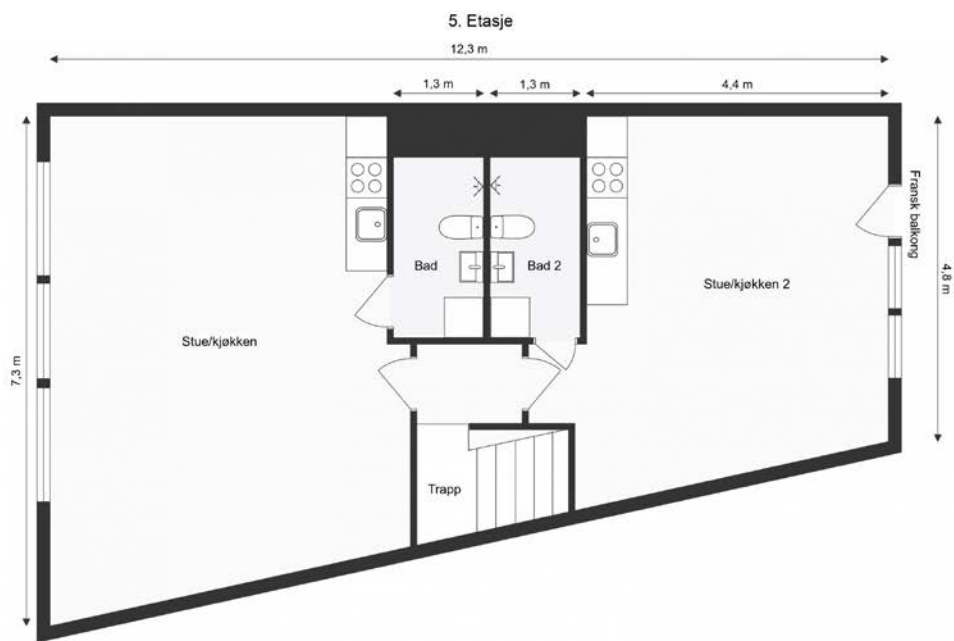 5. Etasje
12,3 m
1,3 m
1,3 m
4,4 m
Fransk balkong
Bad
Bad 2
Stue/kjøkken 2
4,8 m
Stue/kjøkken
7,3 m
Trapp